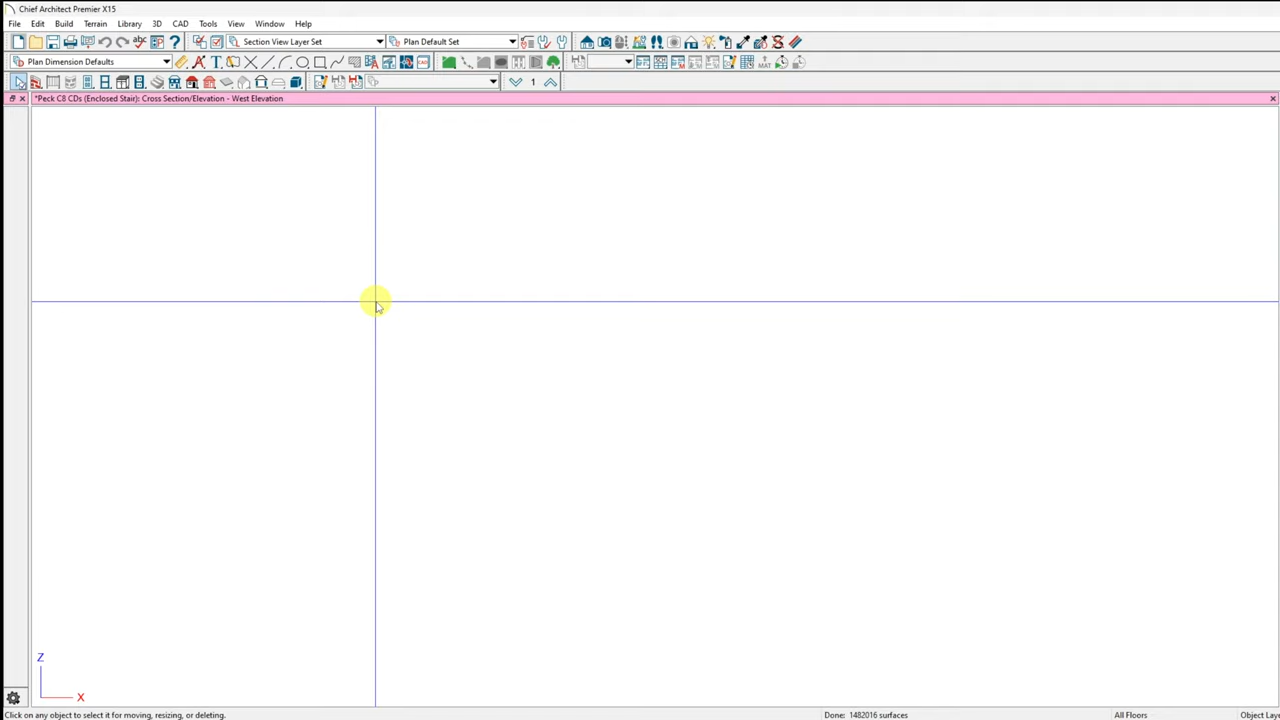 Chief Architect Premier X15
File Edit Build Terrain Library 3D CAD Tools View Window Help
Section View Layer Set Plan Default Set
Plan Dimension Defaults
1
*Peck C8 CDs (Enclosed Stair): Cross Section/Elevation - West Elevation
Z
X
Click on any object to select it for moving, resizing, or deleting. Done: 1482016 surfaces All Floors Object Lay